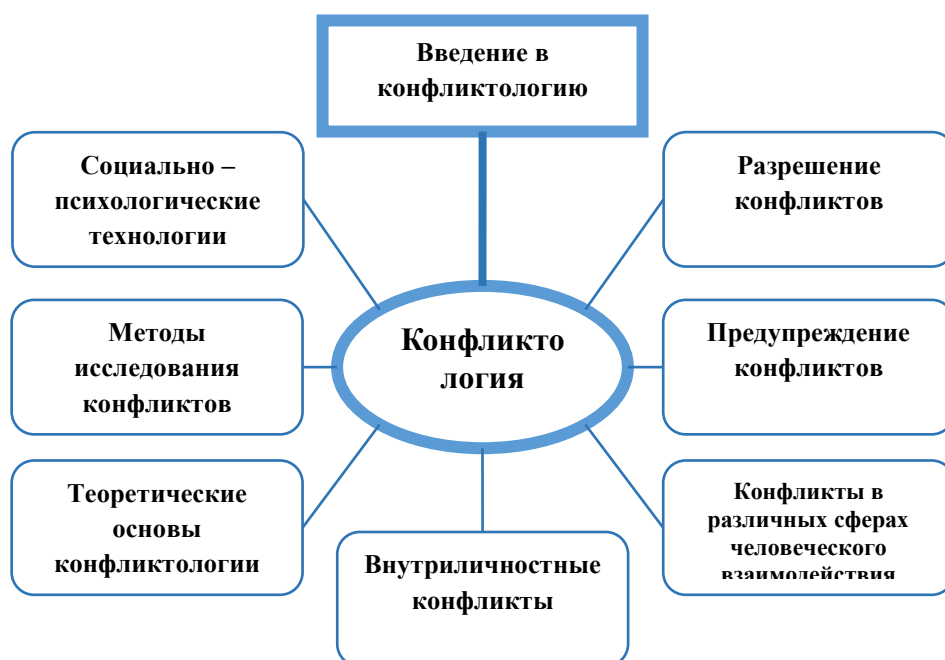 Введение в
конфликтологию
Социально –
психологические
технологии
Разрешение
конфликтов
Методы
исследования
конфликтов
Конфликто
логия
Предупреждение
конфликтов
Теоретические
основы
конфликтологии
Внутриличностные
конфликты
Конфликты в
различных сферах
человеческого
взаимодействия